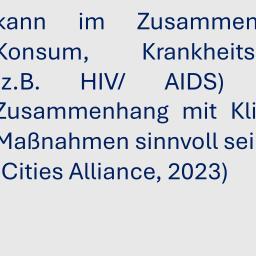 kann im Zusammen
Konsum, Krankheits
z.B. HIV/ AIDS)
Zusammenhang mit Kli
Maßnahmen sinnvoll sei
Cities Alliance, 2023)